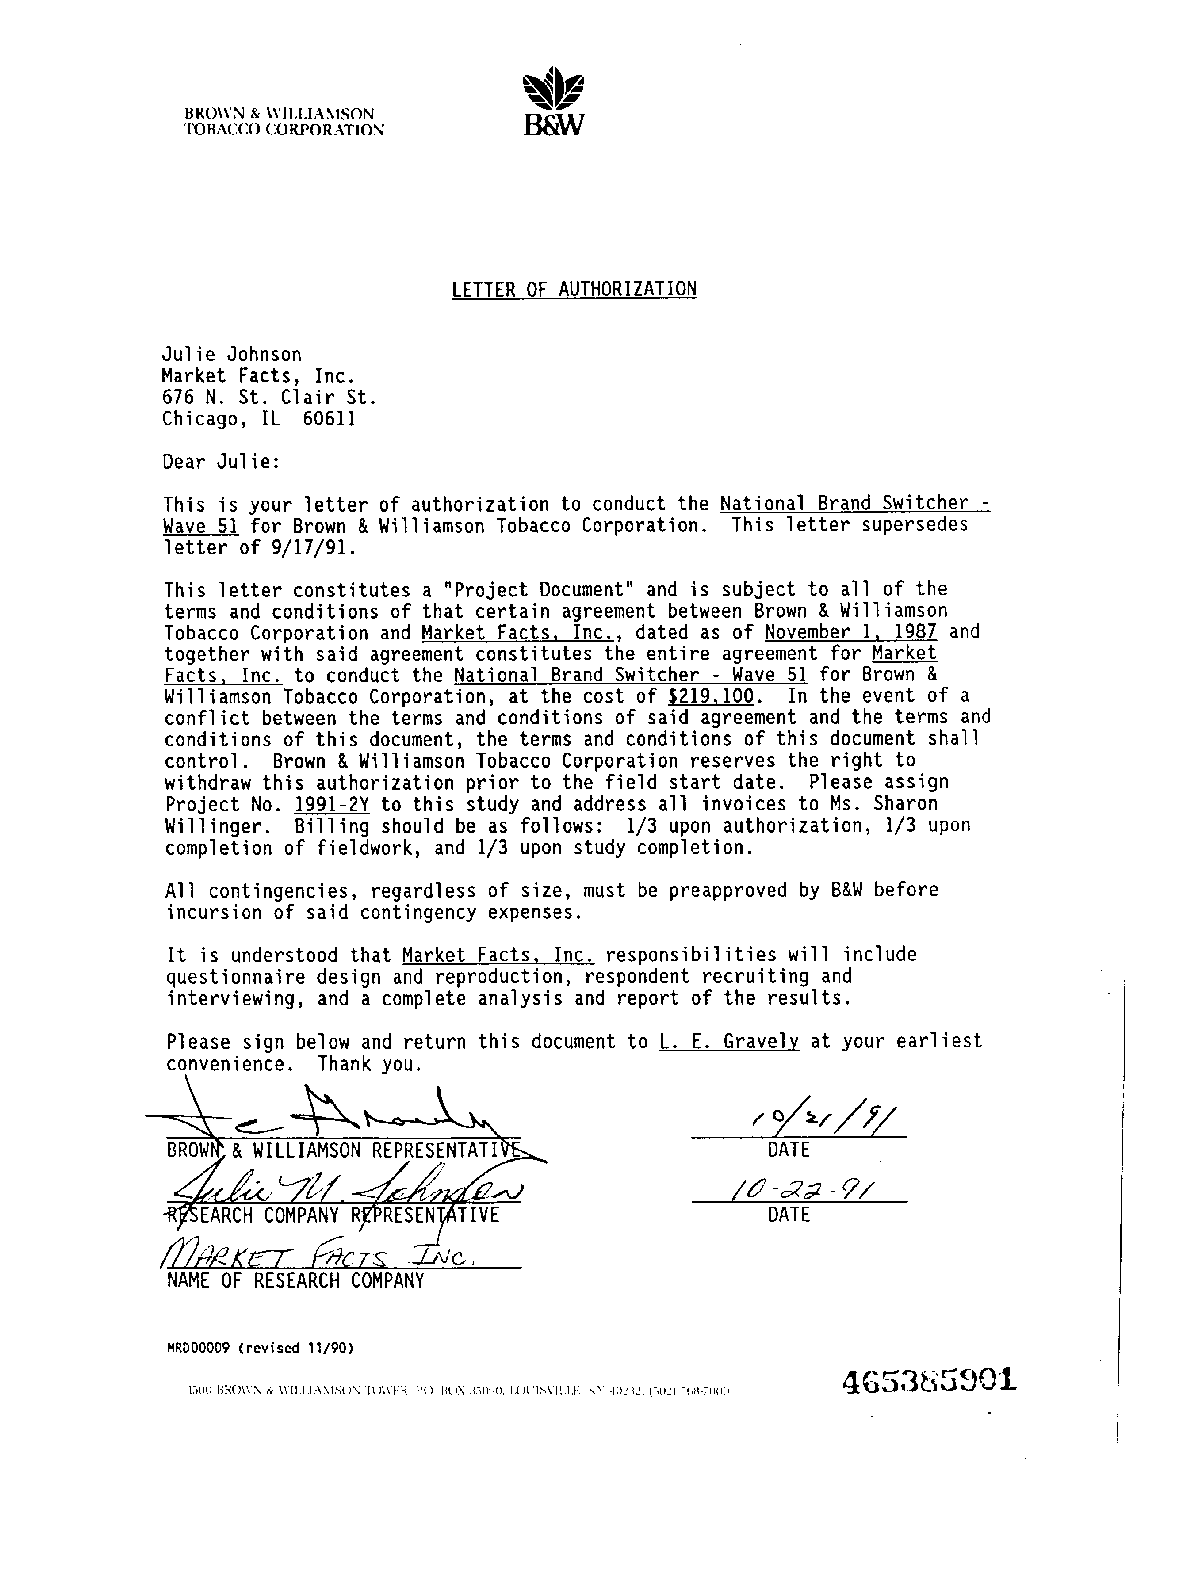 BROWN & WILLIAMSON
TOBACCO CORPORATION
B&W
LETTER OF AUTHORIZATION
Julie Johnson
Market Facts, Inc.
676 N. St. Clair St.
Chicago, IL 60611
Dear Julie:
This is your letter of authorization to conduct the National Brand Switcher -
Wave 51 for Brown & Williamson Tobacco Corporation. This letter supersedes
letter of 9/17/91.
This letter constitutes a "Project Document" and is subject to all of the
terms and conditions of that certain agreement between Brown & Williamson
Tobacco Corporation and Market Facts, Inc., dated as of November 1, 1987 and
together with said agreement constitutes the entire agreement for Market
Facts, Inc. to conduct the National Brand Switcher - Wave 51 for Brown &
Williamson Tobacco Corporation, at the cost of $219,100. In the event of a
conflict between the terms and conditions of said agreement and the terms and
conditions of this document, the terms and conditions of this document shall
control. Brown & Williamson Tobacco Corporation reserves the right to
withdraw this authorization prior to the field start date. Please assign
Project No. 1991-2Y to this study and address all invoices to Ms. Sharon
Willinger. Billing should be as follows: 1/3 upon authorization, 1/3 upon
completion of fieldwork, and 1/3 upon study completion.
All contingencies, regardless of size, must be preapproved by B&W before
incursion of said contingency expenses.
It is understood that Market Facts, Inc. responsibilities will include
questionnaire design and reproduction, respondent recruiting and
interviewing, and a complete analysis and report of the results.
Please sign below and return this document to L. E. Gravely at your earliest
convenience. Thank you.
10/21/91
BROWN & WILLIAMSON REPRESENTATIVE DATE
Julie M. Johnson 10-22-91
RESEARCH COMPANY REPRESENTATIVE DATE
MARKET FACTS INC.
NAME OF RESEARCH COMPANY
MRDD0009 (revised 11/90)
1500 BROWN & WILLIAMSON TOWER, P.O. BOX 35090, LOUISVILLE, KY 40232, (502) 568-7000
465385901